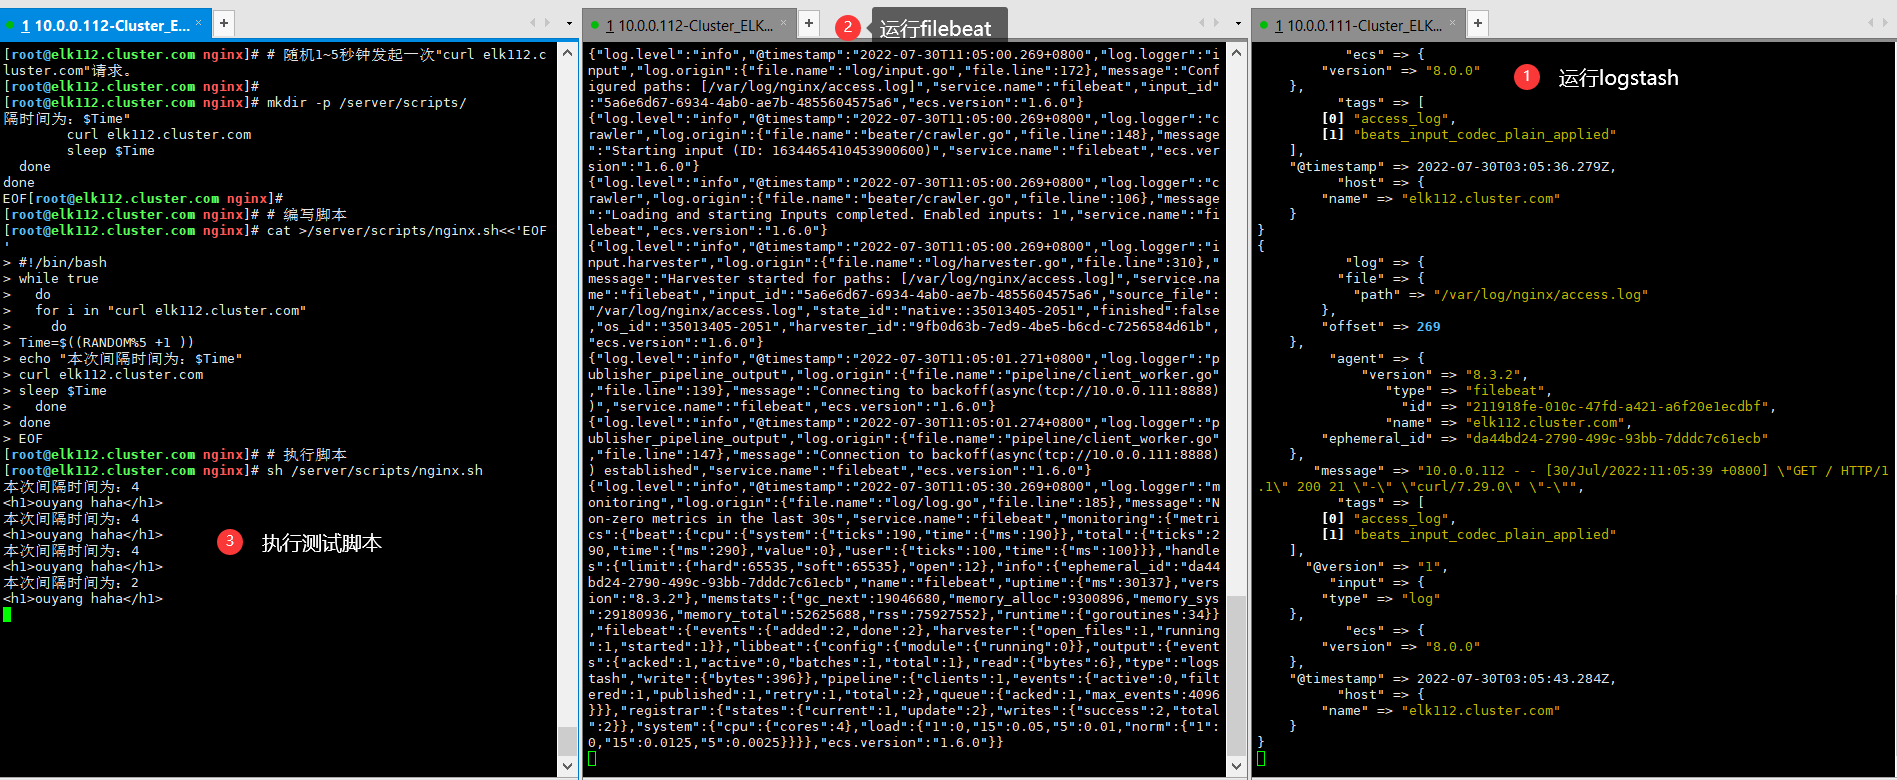 1 10.0.0.112-Cluster_E... × +
[root@elk112.cluster.com nginx]# # 随机1~5秒钟发起一次"curl elk112.c
luster.com"请求。
[root@elk112.cluster.com nginx]#
[root@elk112.cluster.com nginx]# mkdir -p /server/scripts/
隔时间为: $Time"
curl elk112.cluster.com
sleep $Time
done
done
EOF[root@elk112.cluster.com nginx]#
[root@elk112.cluster.com nginx]# # 编写脚本
[root@elk112.cluster.com nginx]# cat >/server/scripts/nginx.sh<<'EOF
'
> #!/bin/bash
> while true
>   do
>   for i in "curl elk112.cluster.com"
>     do
> Time=$((RANDOM%5 +1 ))
> echo "本次间隔时间为: $Time"
> curl elk112.cluster.com
> sleep $Time
>   done
> done
> EOF
[root@elk112.cluster.com nginx]# # 执行脚本
[root@elk112.cluster.com nginx]# sh /server/scripts/nginx.sh
本次间隔时间为: 4
<h1>ouyang haha</h1>
本次间隔时间为: 4
<h1>ouyang haha</h1>
本次间隔时间为: 4
<h1>ouyang haha</h1>
本次间隔时间为: 2
<h1>ouyang haha</h1>
3 执行测试脚本
1 10.0.0.112-Cluster_ELK... × +
2 运行filebeat
{"log.level":"info","@timestamp":"2022-07-30T11:05:00.269+0800","log.logger":"i
nput","log.origin":{"file.name":"log/input.go","file.line":172},"message":"Conf
igured paths: [/var/log/nginx/access.log]","service.name":"filebeat","input_id"
:"5a6e6d67-6934-4ab0-ae7b-4855604575a6","ecs.version":"1.6.0"}
{"log.level":"info","@timestamp":"2022-07-30T11:05:00.269+0800","log.logger":"c
rawler","log.origin":{"file.name":"beater/crawler.go","file.line":148},"message
":"Starting input (ID: 1634465410453900600)","service.name":"filebeat","ecs.ver
sion":"1.6.0"}
{"log.level":"info","@timestamp":"2022-07-30T11:05:00.269+0800","log.logger":"c
rawler","log.origin":{"file.name":"beater/crawler.go","file.line":106},"message
":"Loading and starting Inputs completed. Enabled inputs: 1","service.name":"fi
lebeat","ecs.version":"1.6.0"}
{"log.level":"info","@timestamp":"2022-07-30T11:05:00.269+0800","log.logger":"i
nput.harvester","log.origin":{"file.name":"log/harvester.go","file.line":310},"
message":"Harvester started for paths: [/var/log/nginx/access.log]","service.na
me":"filebeat","input_id":"5a6e6d67-6934-4ab0-ae7b-4855604575a6","source_file":
"/var/log/nginx/access.log","state_id":"native::35013405-2051","finished":false
,"os_id":"35013405-2051","harvester_id":"9fb0d63b-7ed9-4be5-b6cd-c7256584d61b",
"ecs.version":"1.6.0"}
{"log.level":"info","@timestamp":"2022-07-30T11:05:01.271+0800","log.logger":"p
ublisher_pipeline_output","log.origin":{"file.name":"pipeline/client_worker.go"
,"file.line":139},"message":"Connecting to backoff(async(tcp://10.0.0.111:8888)
)","service.name":"filebeat","ecs.version":"1.6.0"}
{"log.level":"info","@timestamp":"2022-07-30T11:05:01.274+0800","log.logger":"p
ublisher_pipeline_output","log.origin":{"file.name":"pipeline/client_worker.go"
,"file.line":147},"message":"Connection to backoff(async(tcp://10.0.0.111:8888)
) established","service.name":"filebeat","ecs.version":"1.6.0"}
{"log.level":"info","@timestamp":"2022-07-30T11:05:30.269+0800","log.logger":"m
onitoring","log.origin":{"file.name":"log/log.go","file.line":185},"message":"N
on-zero metrics in the last 30s","service.name":"filebeat","monitoring":{"metri
cs":{"beat":{"cpu":{"system":{"ticks":190,"time":{"ms":190}},"total":{"ticks":2
90,"time":{"ms":290},"value":0},"user":{"ticks":100,"time":{"ms":100}}},"handle
s":{"limit":{"hard":65535,"soft":65535},"open":12},"info":{"ephemeral_id":"da44
bd24-2790-499c-93bb-7dddc7c61ecb","name":"filebeat","uptime":{"ms":30137},"vers
ion":"8.3.2"},"memstats":{"gc_next":19046680,"memory_alloc":9300896,"memory_sys
":29180936,"memory_total":52625688,"rss":75927552},"runtime":{"goroutines":34}}
,"filebeat":{"events":{"added":2,"done":2},"harvester":{"open_files":1,"running
":1,"started":1}},"libbeat":{"config":{"module":{"running":0}},"output":{"event
s":{"acked":1,"active":0,"batches":1,"total":1},"read":{"bytes":6},"type":"logs
tash","write":{"bytes":396}},"pipeline":{"clients":1,"events":{"active":0,"filt
ered":1,"published":1,"retry":1,"total":2},"queue":{"acked":1,"max_events":4096
}}},"registrar":{"states":{"current":1,"update":2},"writes":{"success":2,"total
":2}},"system":{"cpu":{"cores":4},"load":{"1":0,"15":0.05,"5":0.01,"norm":{"1":
0,"15":0.0125,"5":0.0025}}}},"ecs.version":"1.6.0"}}
1 10.0.0.111-Cluster_ELK... × +
1 运行logstash
"ecs" => {
"version" => "8.0.0"
},
"tags" => [
[0] "access_log",
[1] "beats_input_codec_plain_applied"
],
"@timestamp" => 2022-07-30T03:05:36.279Z,
"host" => {
"name" => "elk112.cluster.com"
}
}
{
"log" => {
"file" => {
"path" => "/var/log/nginx/access.log"
},
"offset" => 269
},
"agent" => {
"version" => "8.3.2",
"type" => "filebeat",
"id" => "211918fe-010c-47fd-a421-a6f20e1ecdbf",
"name" => "elk112.cluster.com",
"ephemeral_id" => "da44bd24-2790-499c-93bb-7dddc7c61ecb"
},
"message" => "10.0.0.112 - - [30/Jul/2022:11:05:39 +0800] \"GET / HTTP/1
.1\" 200 21 \"-\" \"curl/7.29.0\" \"-\"",
"tags" => [
[0] "access_log",
[1] "beats_input_codec_plain_applied"
],
"@version" => "1",
"input" => {
"type" => "log"
},
"ecs" => {
"version" => "8.0.0"
},
"@timestamp" => 2022-07-30T03:05:43.284Z,
"host" => {
"name" => "elk112.cluster.com"
}
}